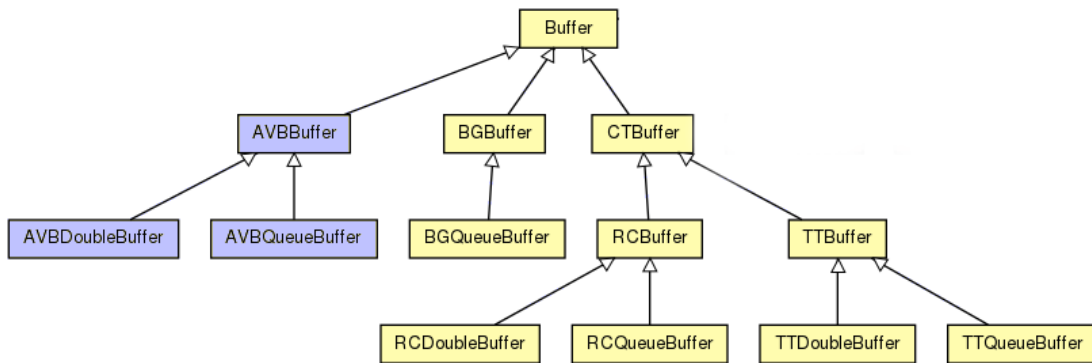 Buffer
AVBBuffer
BGBuffer
CTBuffer
AVBDoubleBuffer
AVBQueueBuffer
BGQueueBuffer
RCBuffer
TTBuffer
RCDoubleBuffer
RCQueueBuffer
TTDoubleBuffer
TTQueueBuffer